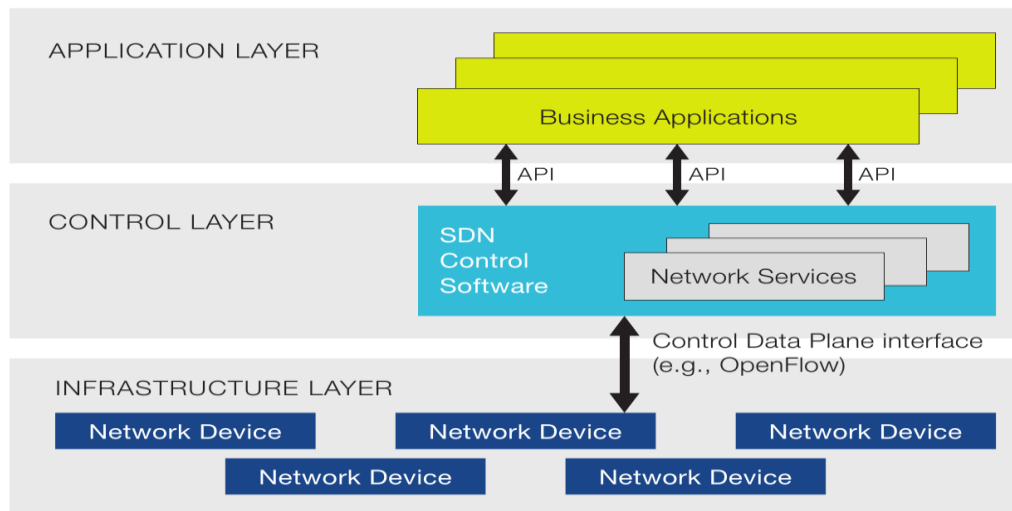 APPLICATION LAYER
Business Applications
API
API
API
CONTROL LAYER
SDN
Control
Software
Network Services
Control Data Plane interface
(e.g., OpenFlow)
INFRASTRUCTURE LAYER
Network Device
Network Device
Network Device
Network Device
Network Device